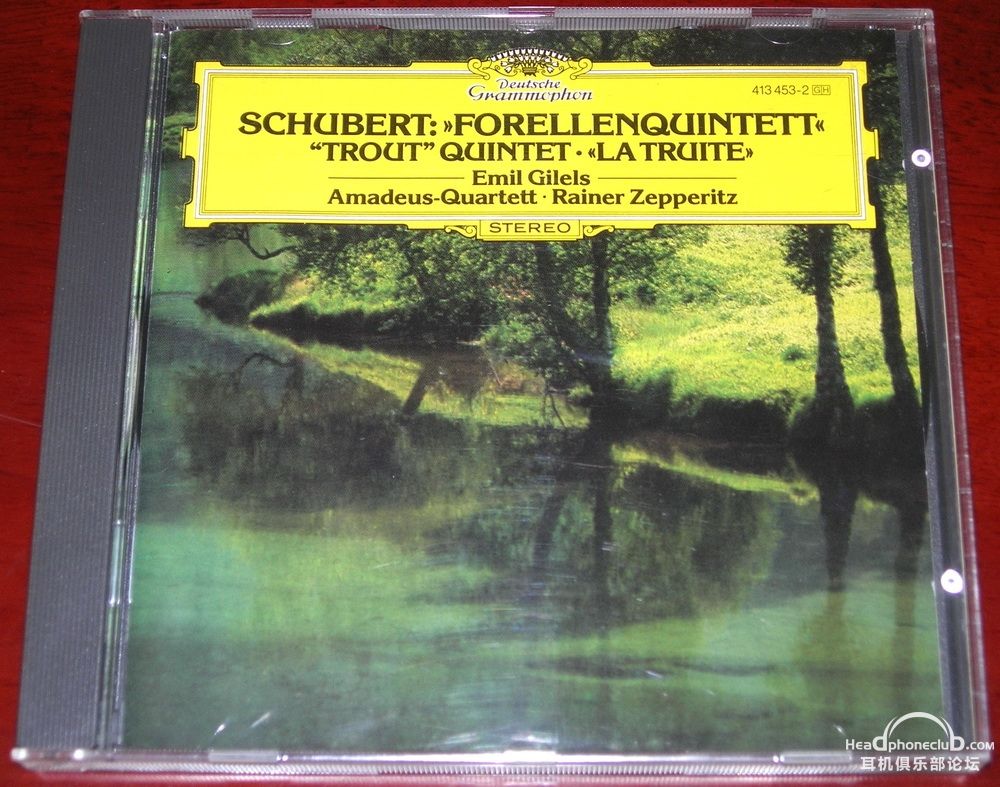 Deutsche
Grammophon
413 453-2 GH
SCHUBERT: »FORELLENQUINTETT«
“TROUT” QUINTET · «LA TRUITE»
Emil Gilels
Amadeus-Quartett · Rainer Zepperitz
STEREO
HeadphoneclubD.com
耳机俱乐部论坛